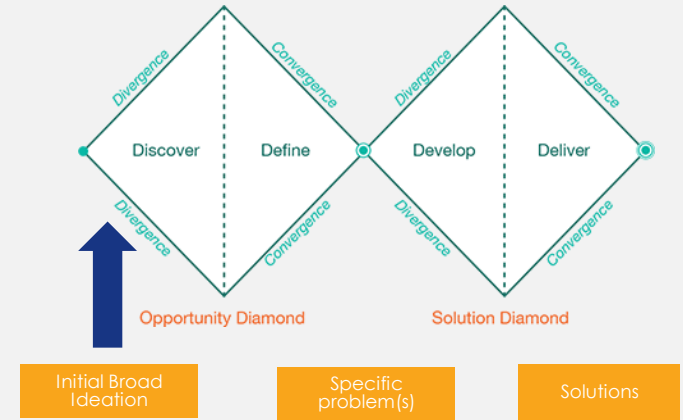 Divergence
Convergence
Divergence
Convergence
Discover
Define
Develop
Deliver
Divergence
Convergence
Divergence
Convergence
Opportunity Diamond
Solution Diamond
Initial Broad
Ideation
Specific
problem(s)
Solutions